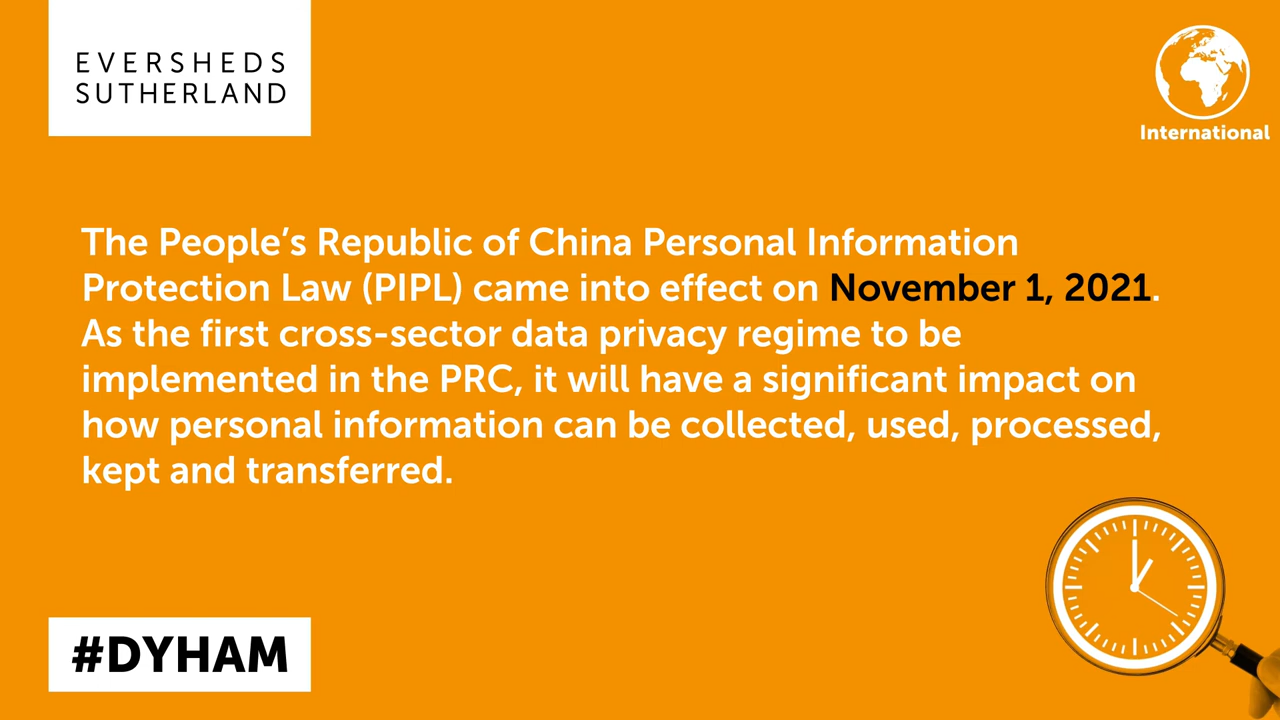 EVERSHEDS
SUTHERLAND
International
The People’s Republic of China Personal Information
Protection Law (PIPL) came into effect on November 1, 2021.
As the first cross-sector data privacy regime to be
implemented in the PRC, it will have a significant impact on
how personal information can be collected, used, processed,
kept and transferred.
#DYHAM